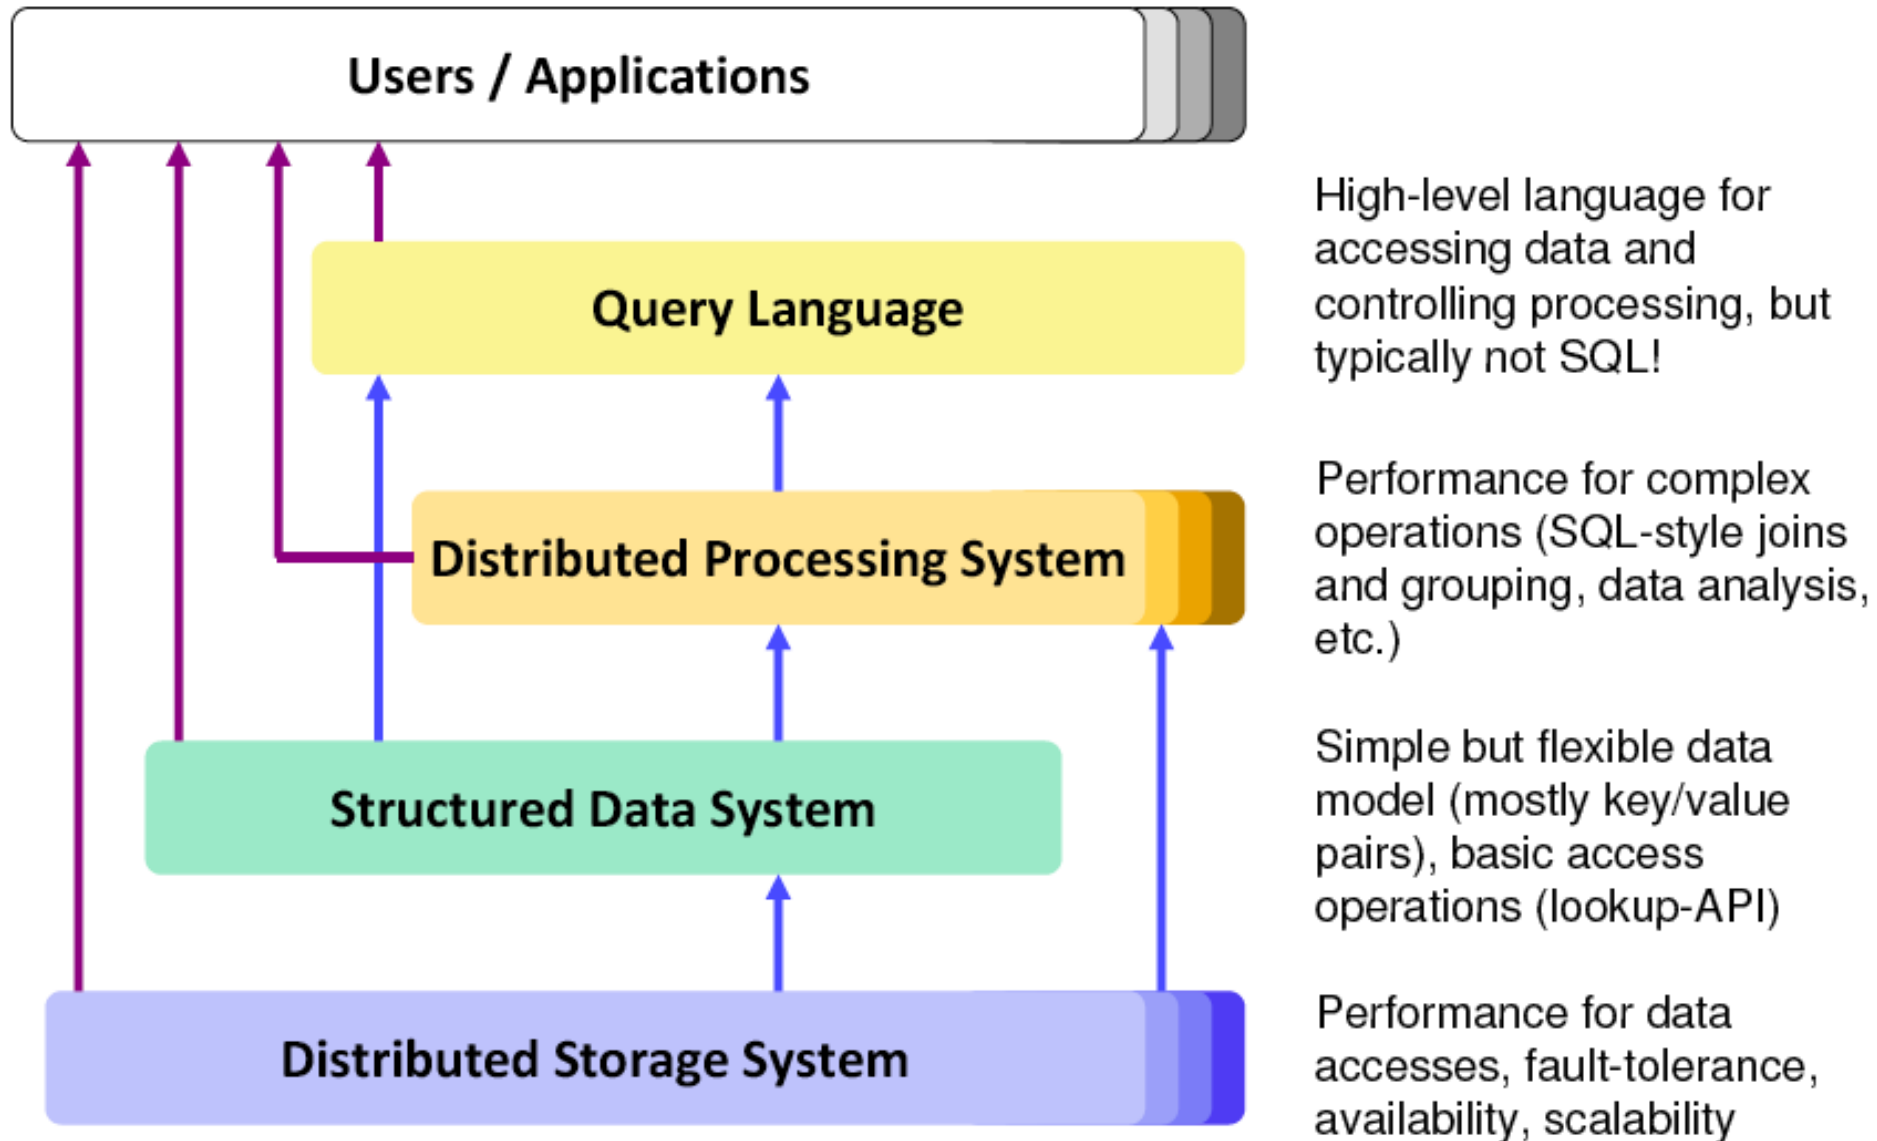 Users / Applications
Query Language
High-level language for
accessing data and
controlling processing, but
typically not SQL!
Distributed Processing System
Performance for complex
operations (SQL-style joins
and grouping, data analysis,
etc.)
Structured Data System
Simple but flexible data
model (mostly key/value
pairs), basic access
operations (lookup-API)
Distributed Storage System
Performance for data
accesses, fault-tolerance,
availability, scalability